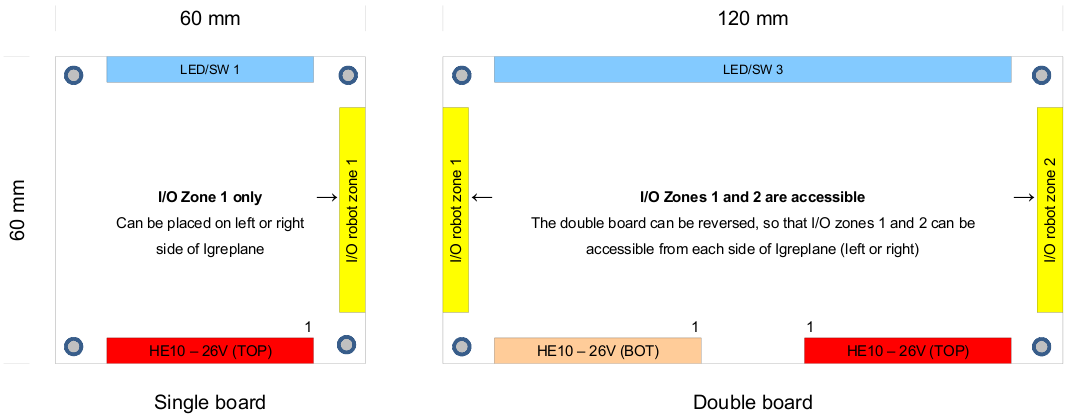 60 mm
120 mm
LED/SW 1
LED/SW 3
60 mm
I/O Zone 1 only
Can be placed on left or right
side of Igreplane
I/O robot zone 1
I/O robot zone 1
I/O Zones 1 and 2 are accessible
The double board can be reversed, so that I/O zones 1 and 2 can be
accessible from each side of Igreplane (left or right)
I/O robot zone 2
1
1
1
HE10 – 26V (TOP)
HE10 – 26V (BOT)
HE10 – 26V (TOP)
Single board
Double board